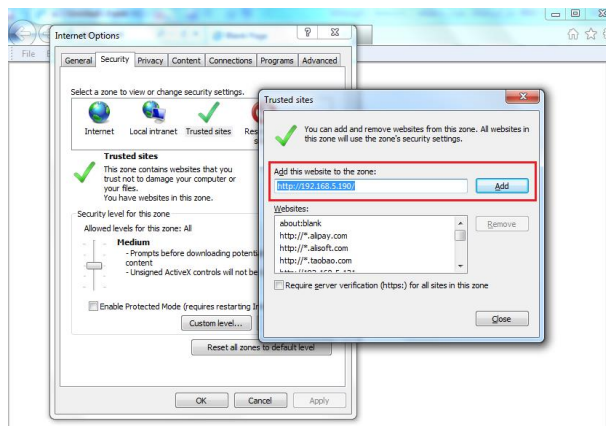 Internet Options
File
General Security Privacy Content Connections Programs Advanced
Select a zone to view or change security settings.
Internet Local intranet Trusted sites
Trusted sites
This zone contains websites that you
trust not to damage your computer or
your files.
You have websites in this zone.
Security level for this zone
Allowed levels for this zone: All
Medium
- Prompts before downloading
content
- Unsigned ActiveX controls will not be
Enable Protected Mode (requires restarting
Custom level...
Reset all zones to default level
OK Cancel Apply
Trusted sites
You can add and remove websites from this zone. All websites in
this zone will use the zone's security settings.
Add this website to the zone:
http://192.168.5.190/ Add
Websites:
about:blank Remove
http://*.alipay.com
http://*.alisoft.com
http://*.taobao.com
Require server verification (https:) for all sites in this zone
Close